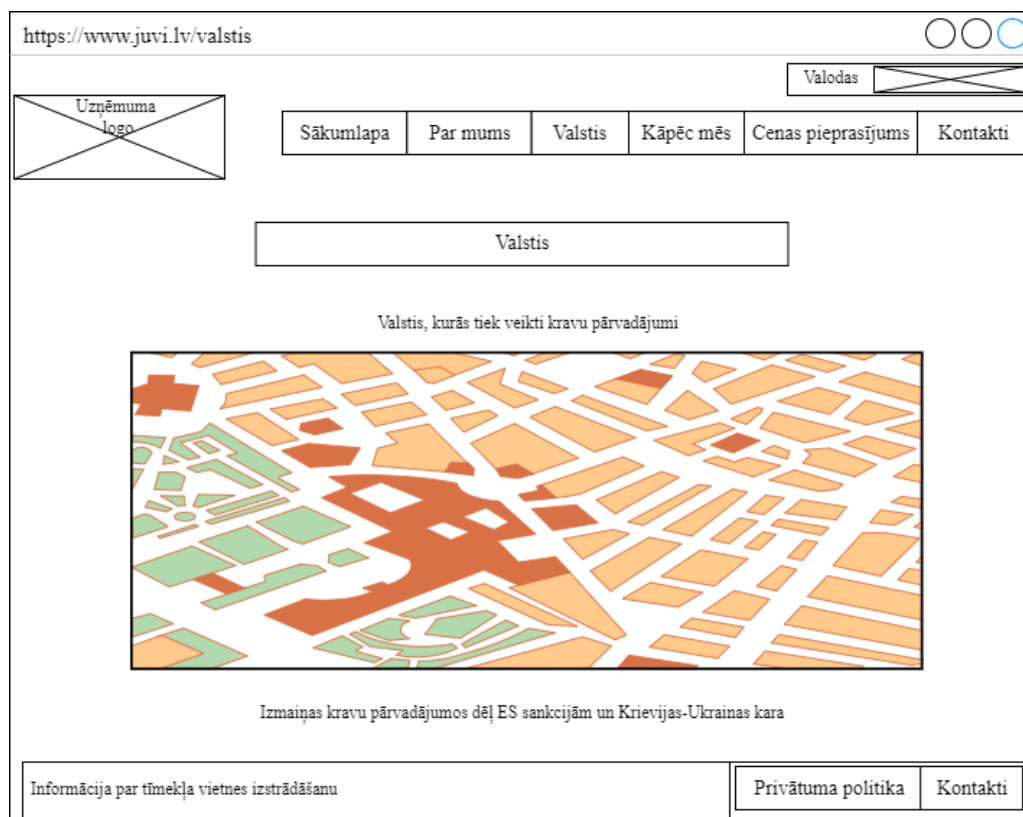 https://www.juvi.lv/valstis
Valodas
Uzņēmuma
logo
Sākumlapa
Par mums
Valstis
Kāpēc mēs
Cenas pieprasījums
Kontakti
Valstis
Valstis, kurās tiek veikti kravu pārvadājumi
Izmaiņas kravu pārvadājumos dēļ ES sankcijām un Krievijas-Ukrainas kara
Informācija par tīmekļa vietnes izstrādāšanu
Privātuma politika
Kontakti